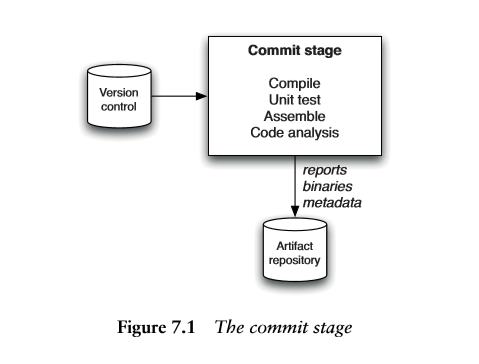 Commit stage
Version
control
Compile
Unit test
Assemble
Code analysis
reports
binaries
metadata
Artifact
repository
Figure 7.1 The commit stage